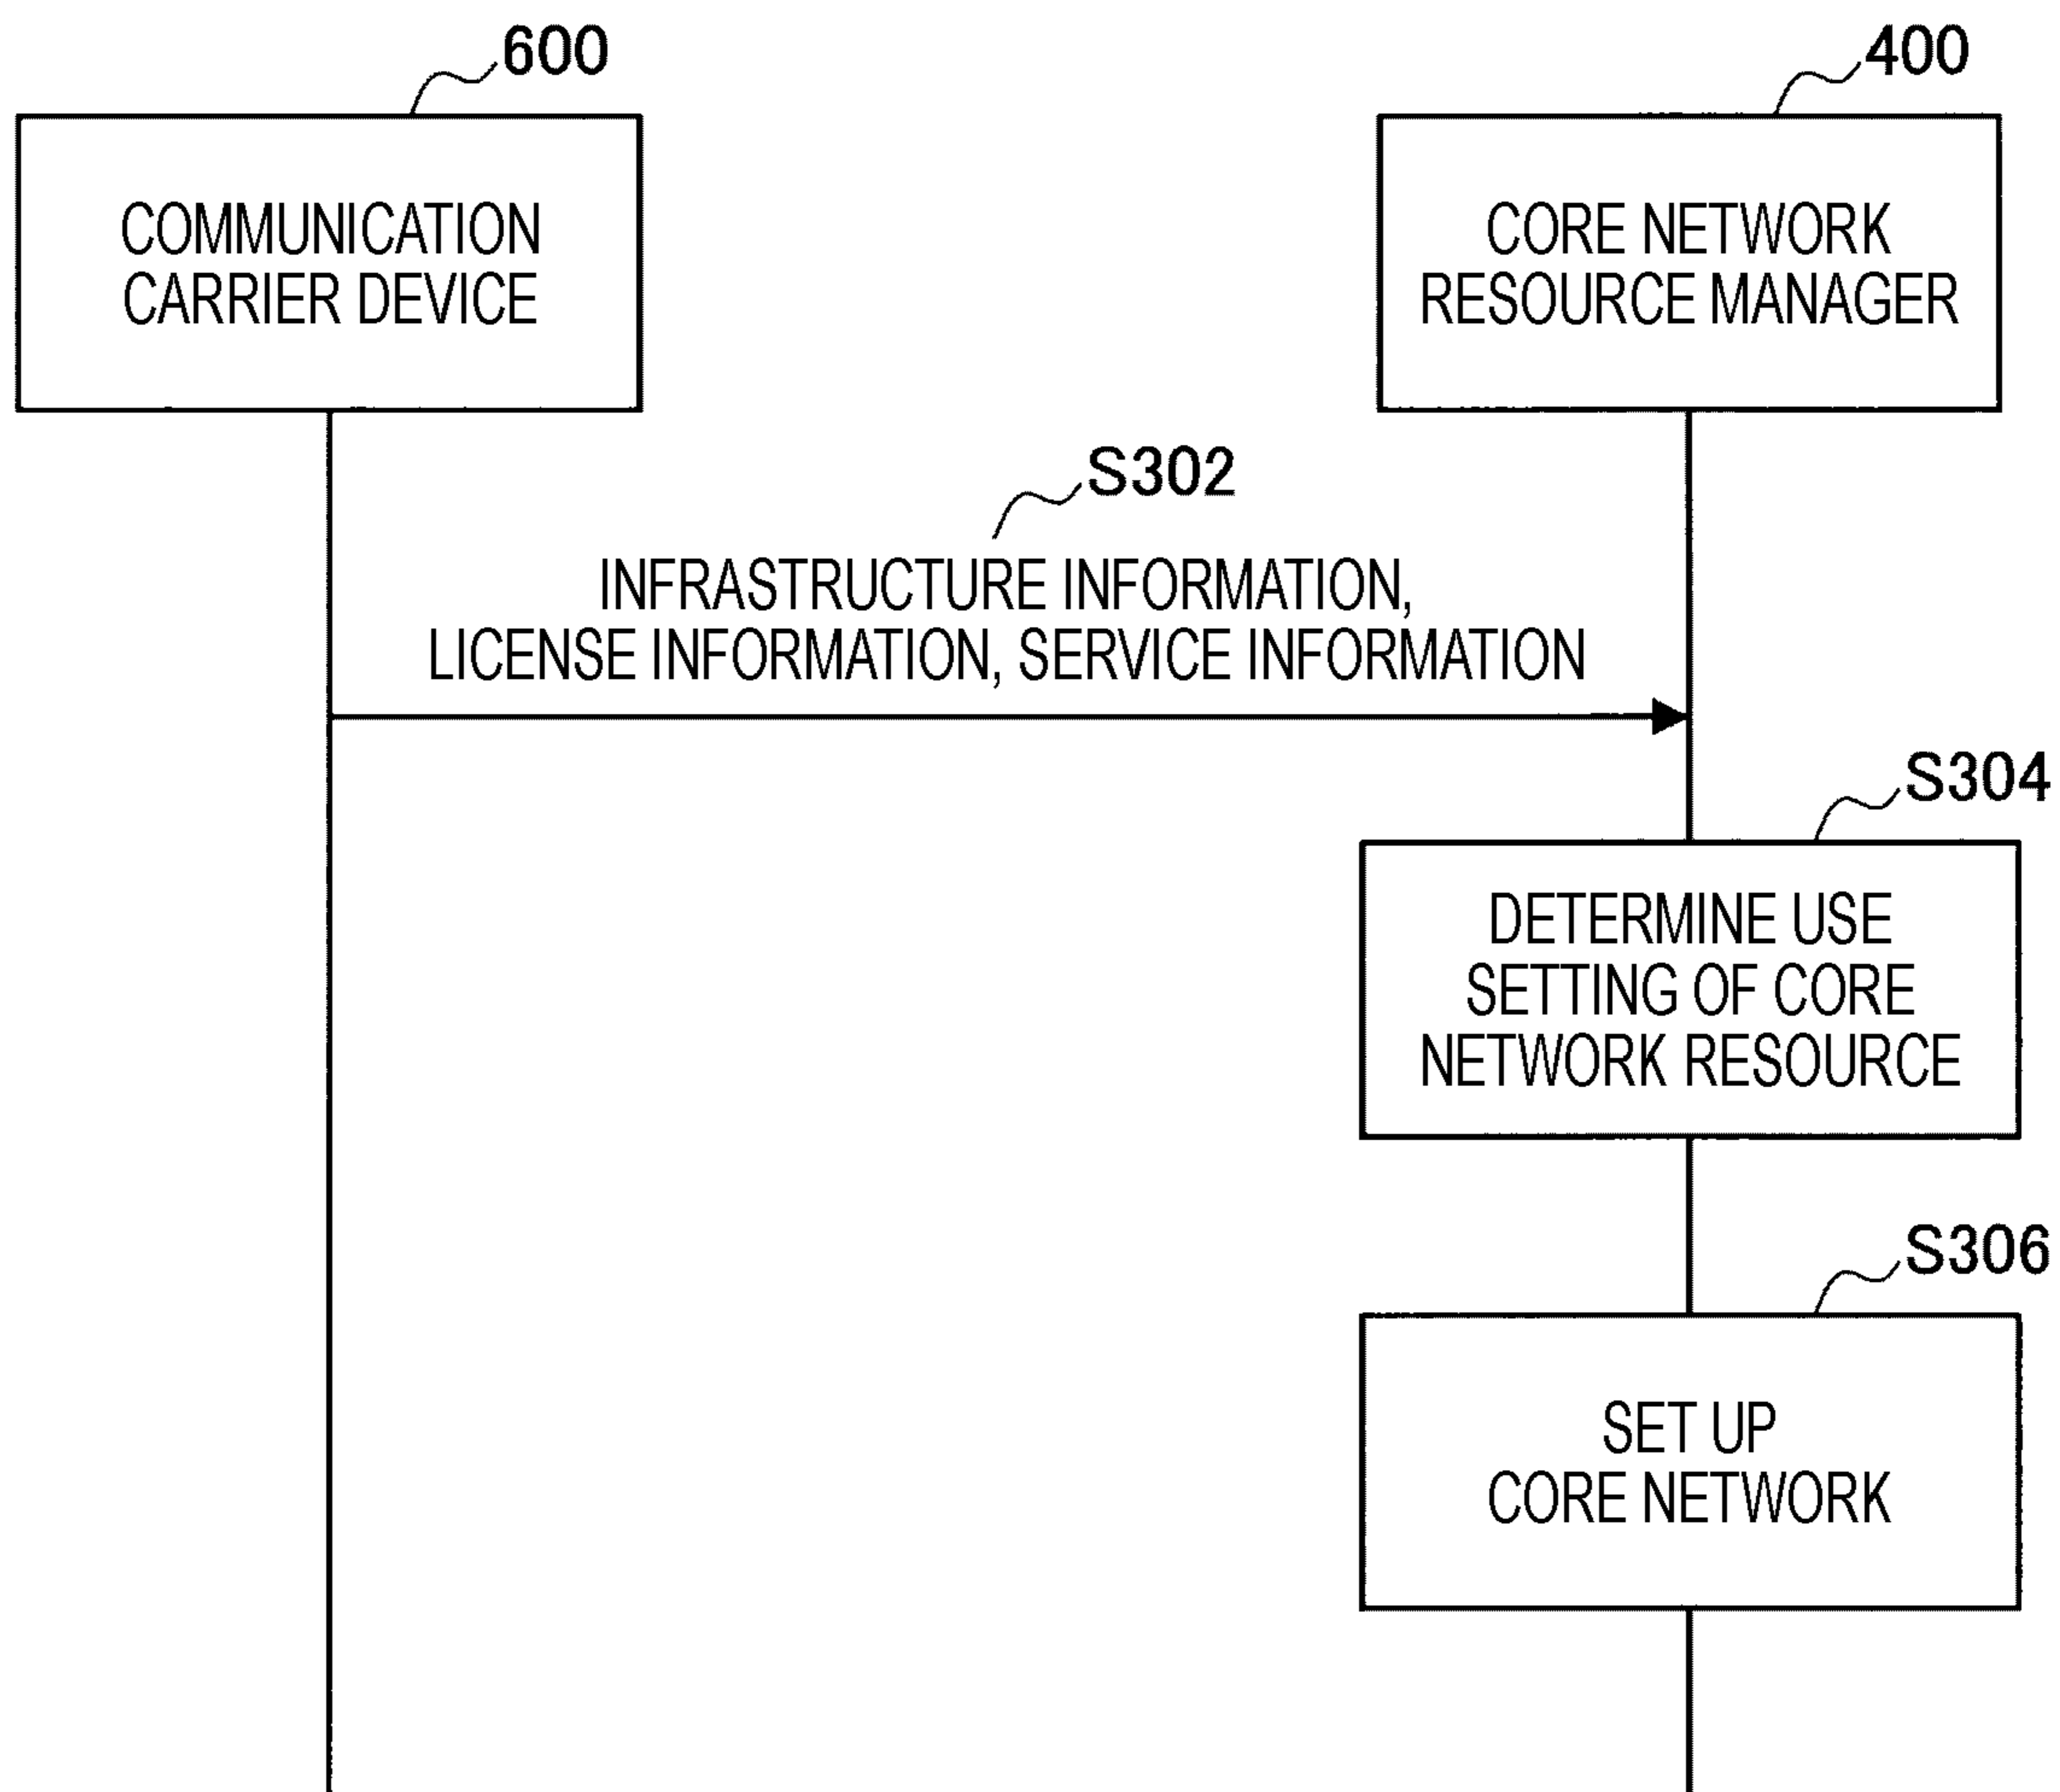 600
400
COMMUNICATION
CARRIER DEVICE
CORE NETWORK
RESOURCE MANAGER
S302
INFRASTRUCTURE INFORMATION,
LICENSE INFORMATION, SERVICE INFORMATION
S304
DETERMINE USE
SETTING OF CORE
NETWORK RESOURCE
S306
SET UP
CORE NETWORK